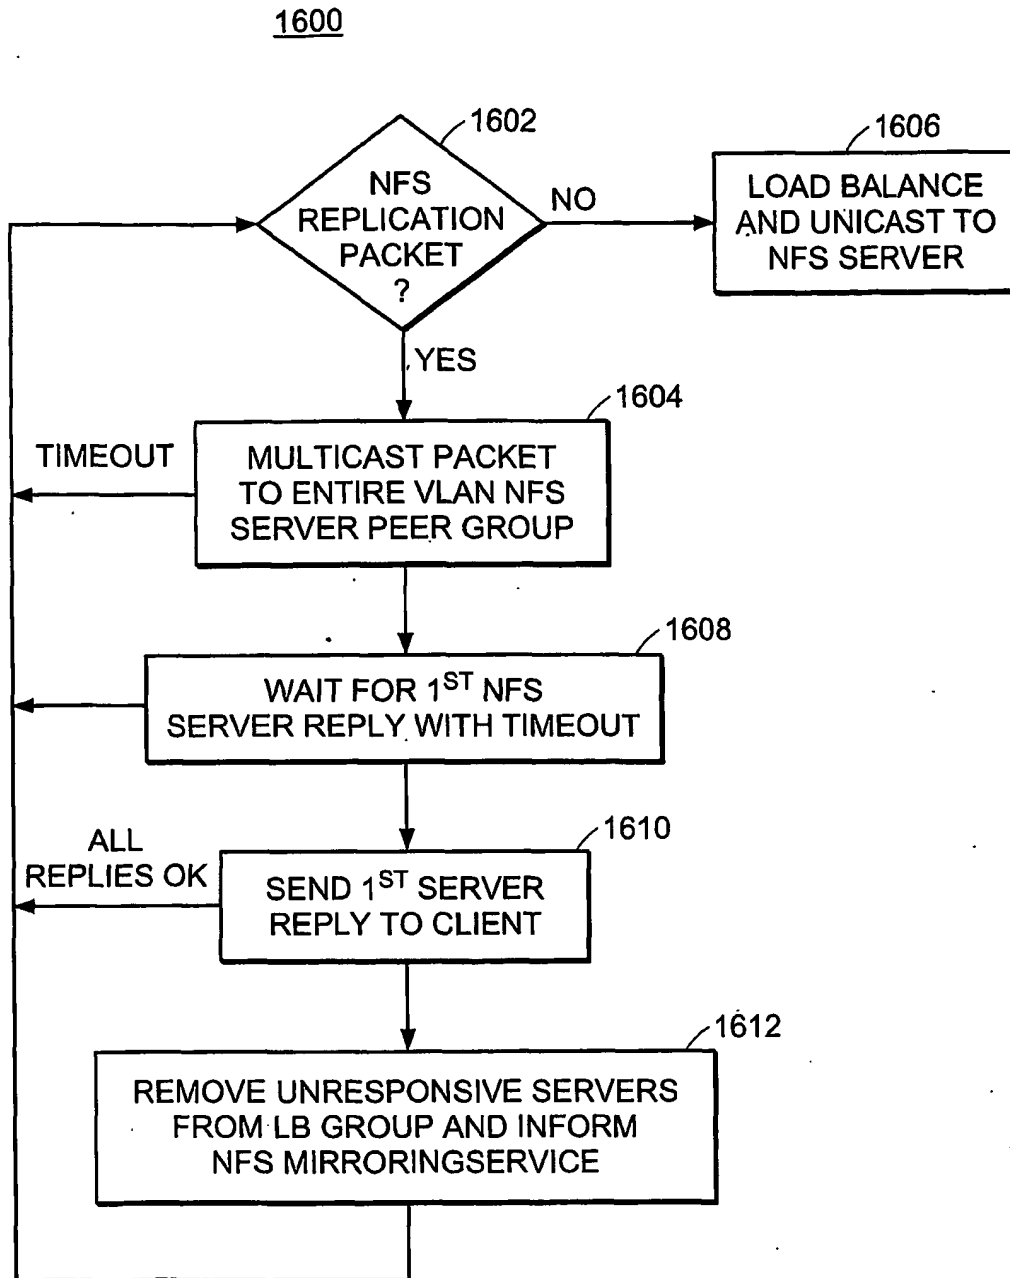 1600
1602
NFS
REPLICATION
PACKET
?
NO
1606
LOAD BALANCE
AND UNICAST TO
NFS SERVER
YES
1604
TIMEOUT
MULTICAST PACKET
TO ENTIRE VLAN NFS
SERVER PEER GROUP
1608
WAIT FOR 1ST NFS
SERVER REPLY WITH TIMEOUT
1610
ALL
REPLIES OK
SEND 1ST SERVER
REPLY TO CLIENT
1612
REMOVE UNRESPONSIVE SERVERS
FROM LB GROUP AND INFORM
NFS MIRRORINGSERVICE